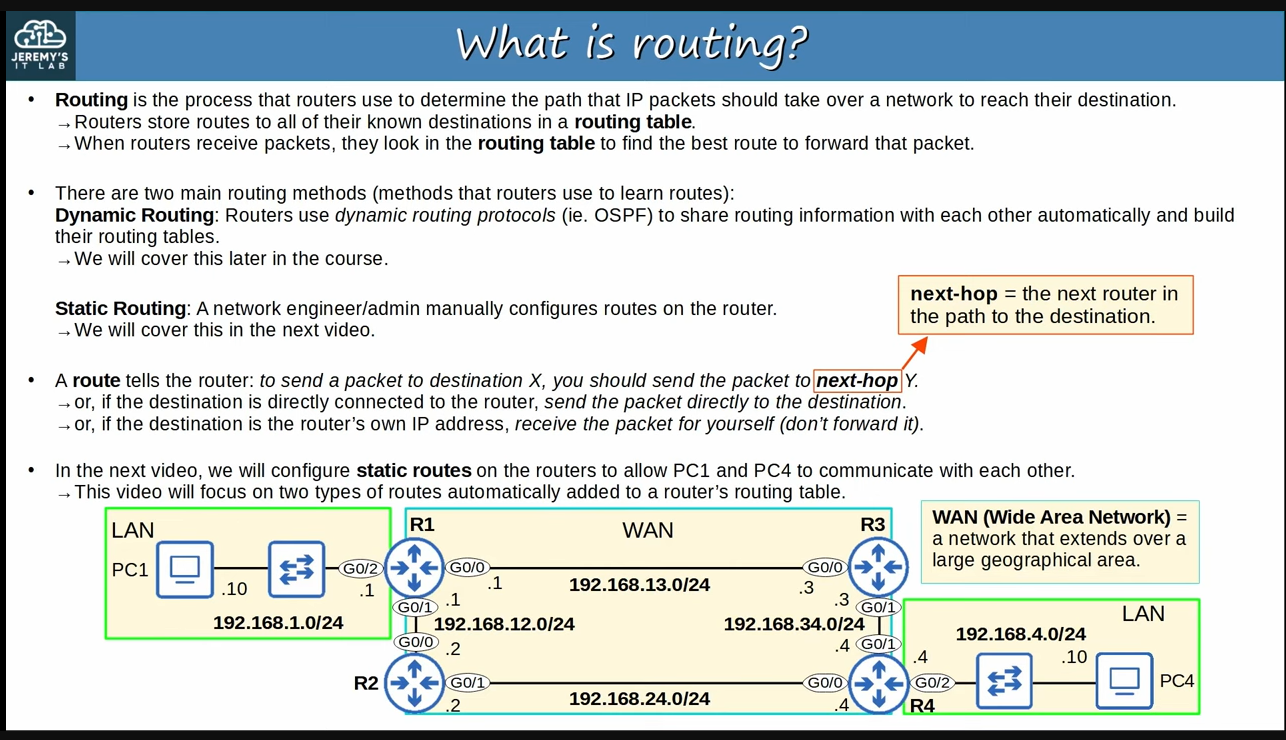 JEREMY'S
IT LAB
What is routing?
• Routing is the process that routers use to determine the path that IP packets should take over a network to reach their destination.
→Routers store routes to all of their known destinations in a routing table.
→When routers receive packets, they look in the routing table to find the best route to forward that packet.
• There are two main routing methods (methods that routers use to learn routes):
Dynamic Routing: Routers use dynamic routing protocols (ie. OSPF) to share routing information with each other automatically and build
their routing tables.
→We will cover this later in the course.
Static Routing: A network engineer/admin manually configures routes on the router.
→We will cover this in the next video.
next-hop = the next router in
the path to the destination.
• A route tells the router: to send a packet to destination X, you should send the packet to next-hop Y.
→or, if the destination is directly connected to the router, send the packet directly to the destination.
→or, if the destination is the router's own IP address, receive the packet for yourself (don't forward it).
• In the next video, we will configure static routes on the routers to allow PC1 and PC4 to communicate with each other.
→This video will focus on two types of routes automatically added to a router's routing table.
LAN
R1
WAN
R3
WAN (Wide Area Network) =
a network that extends over a
large geographical area.
PC1
.10
G0/2
.1
G0/0
.1
192.168.13.0/24
G0/0
.3
192.168.1.0/24
G0/1
.1
192.168.12.0/24
G0/0
.2
.3
G0/1
192.168.34.0/24
.4
G0/1
LAN
192.168.4.0/24
R2
G0/1
.2
192.168.24.0/24
G0/0
.4
R4
.4
G0/2
.10
PC4